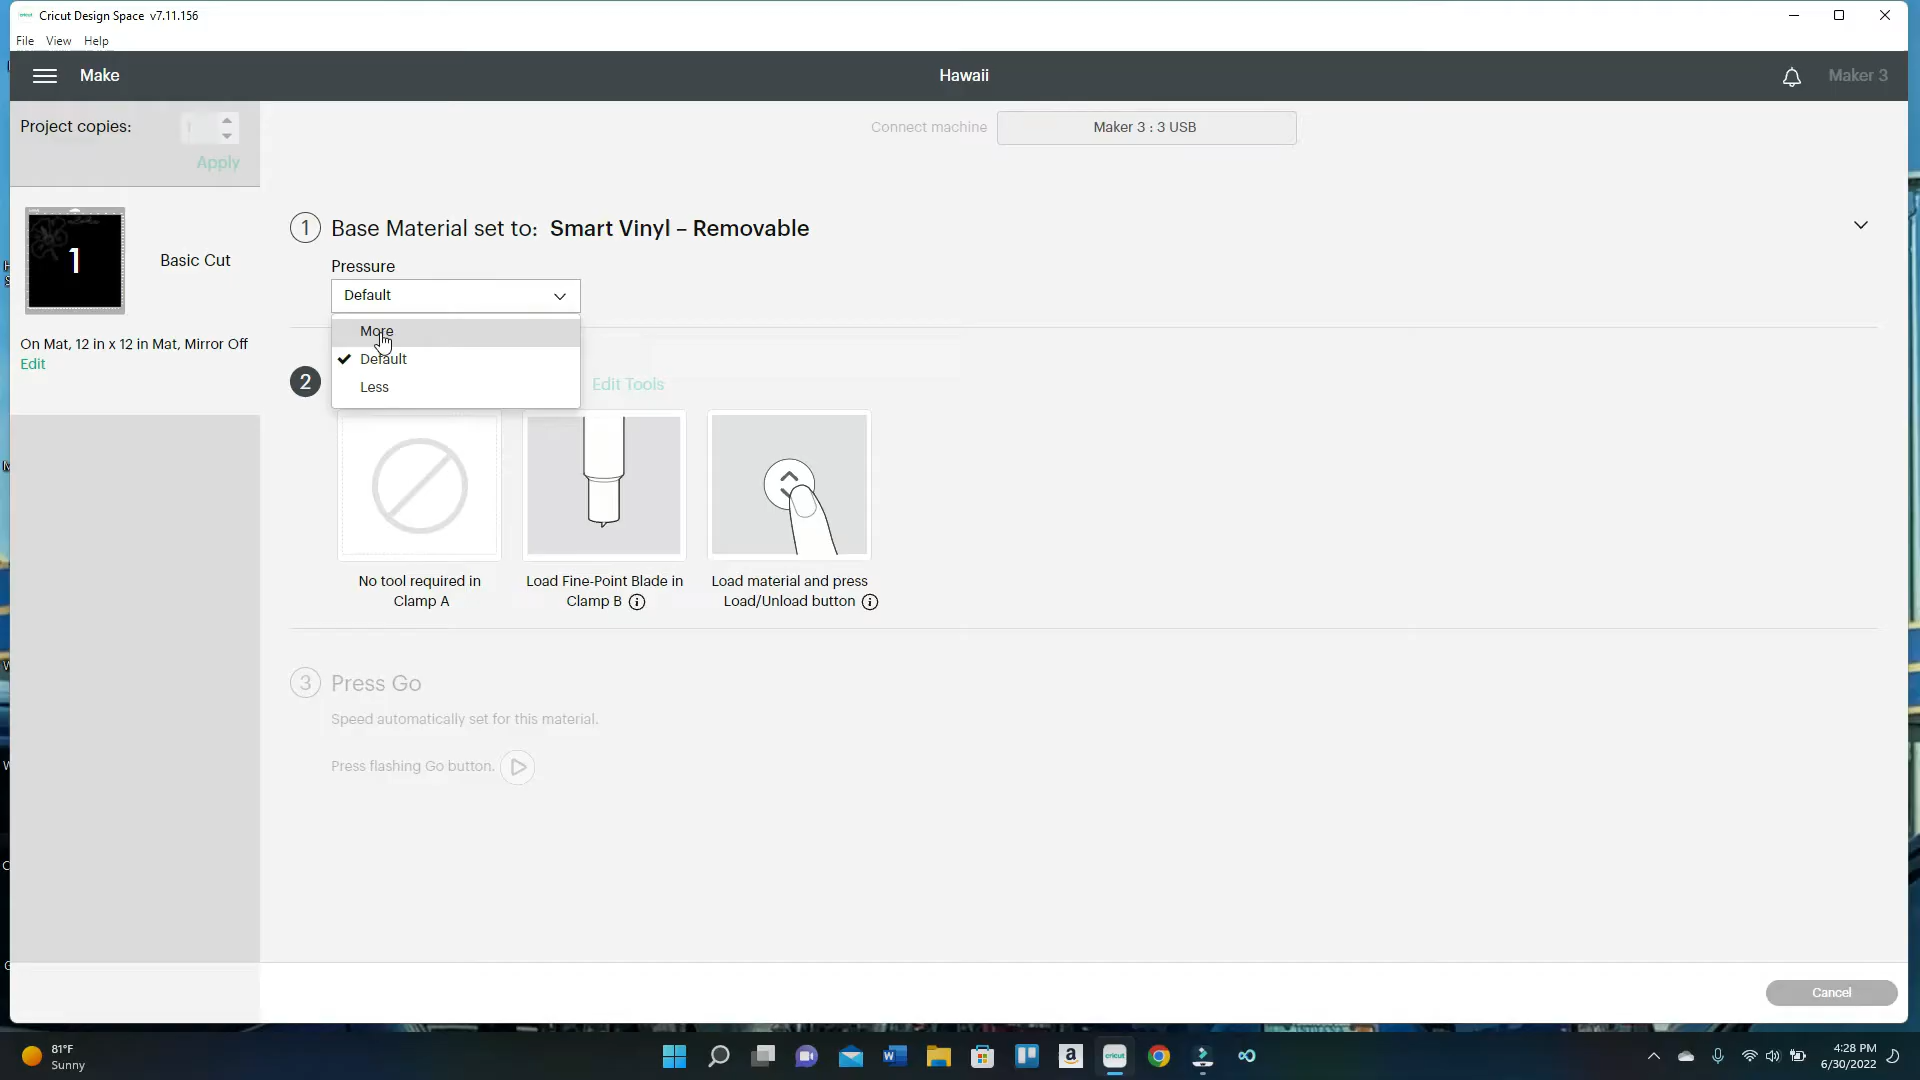 Cricut Design Space v7.11.156
File View Help
Make
Hawaii
Maker 3
Project copies:
1
Apply
Connect machine
Maker 3 : 3 USB
1 Base Material set to: Smart Vinyl – Removable
Pressure
Default
More
Default
Less
1
Basic Cut
On Mat, 12 in x 12 in Mat, Mirror Off
Edit
2
Edit Tools
No tool required in
Clamp A
Load Fine-Point Blade in
Clamp B
Load material and press
Load/Unload button
3 Press Go
Speed automatically set for this material.
Press flashing Go button.
Cancel
81°F
Sunny
cricut
4:28 PM
6/30/2022